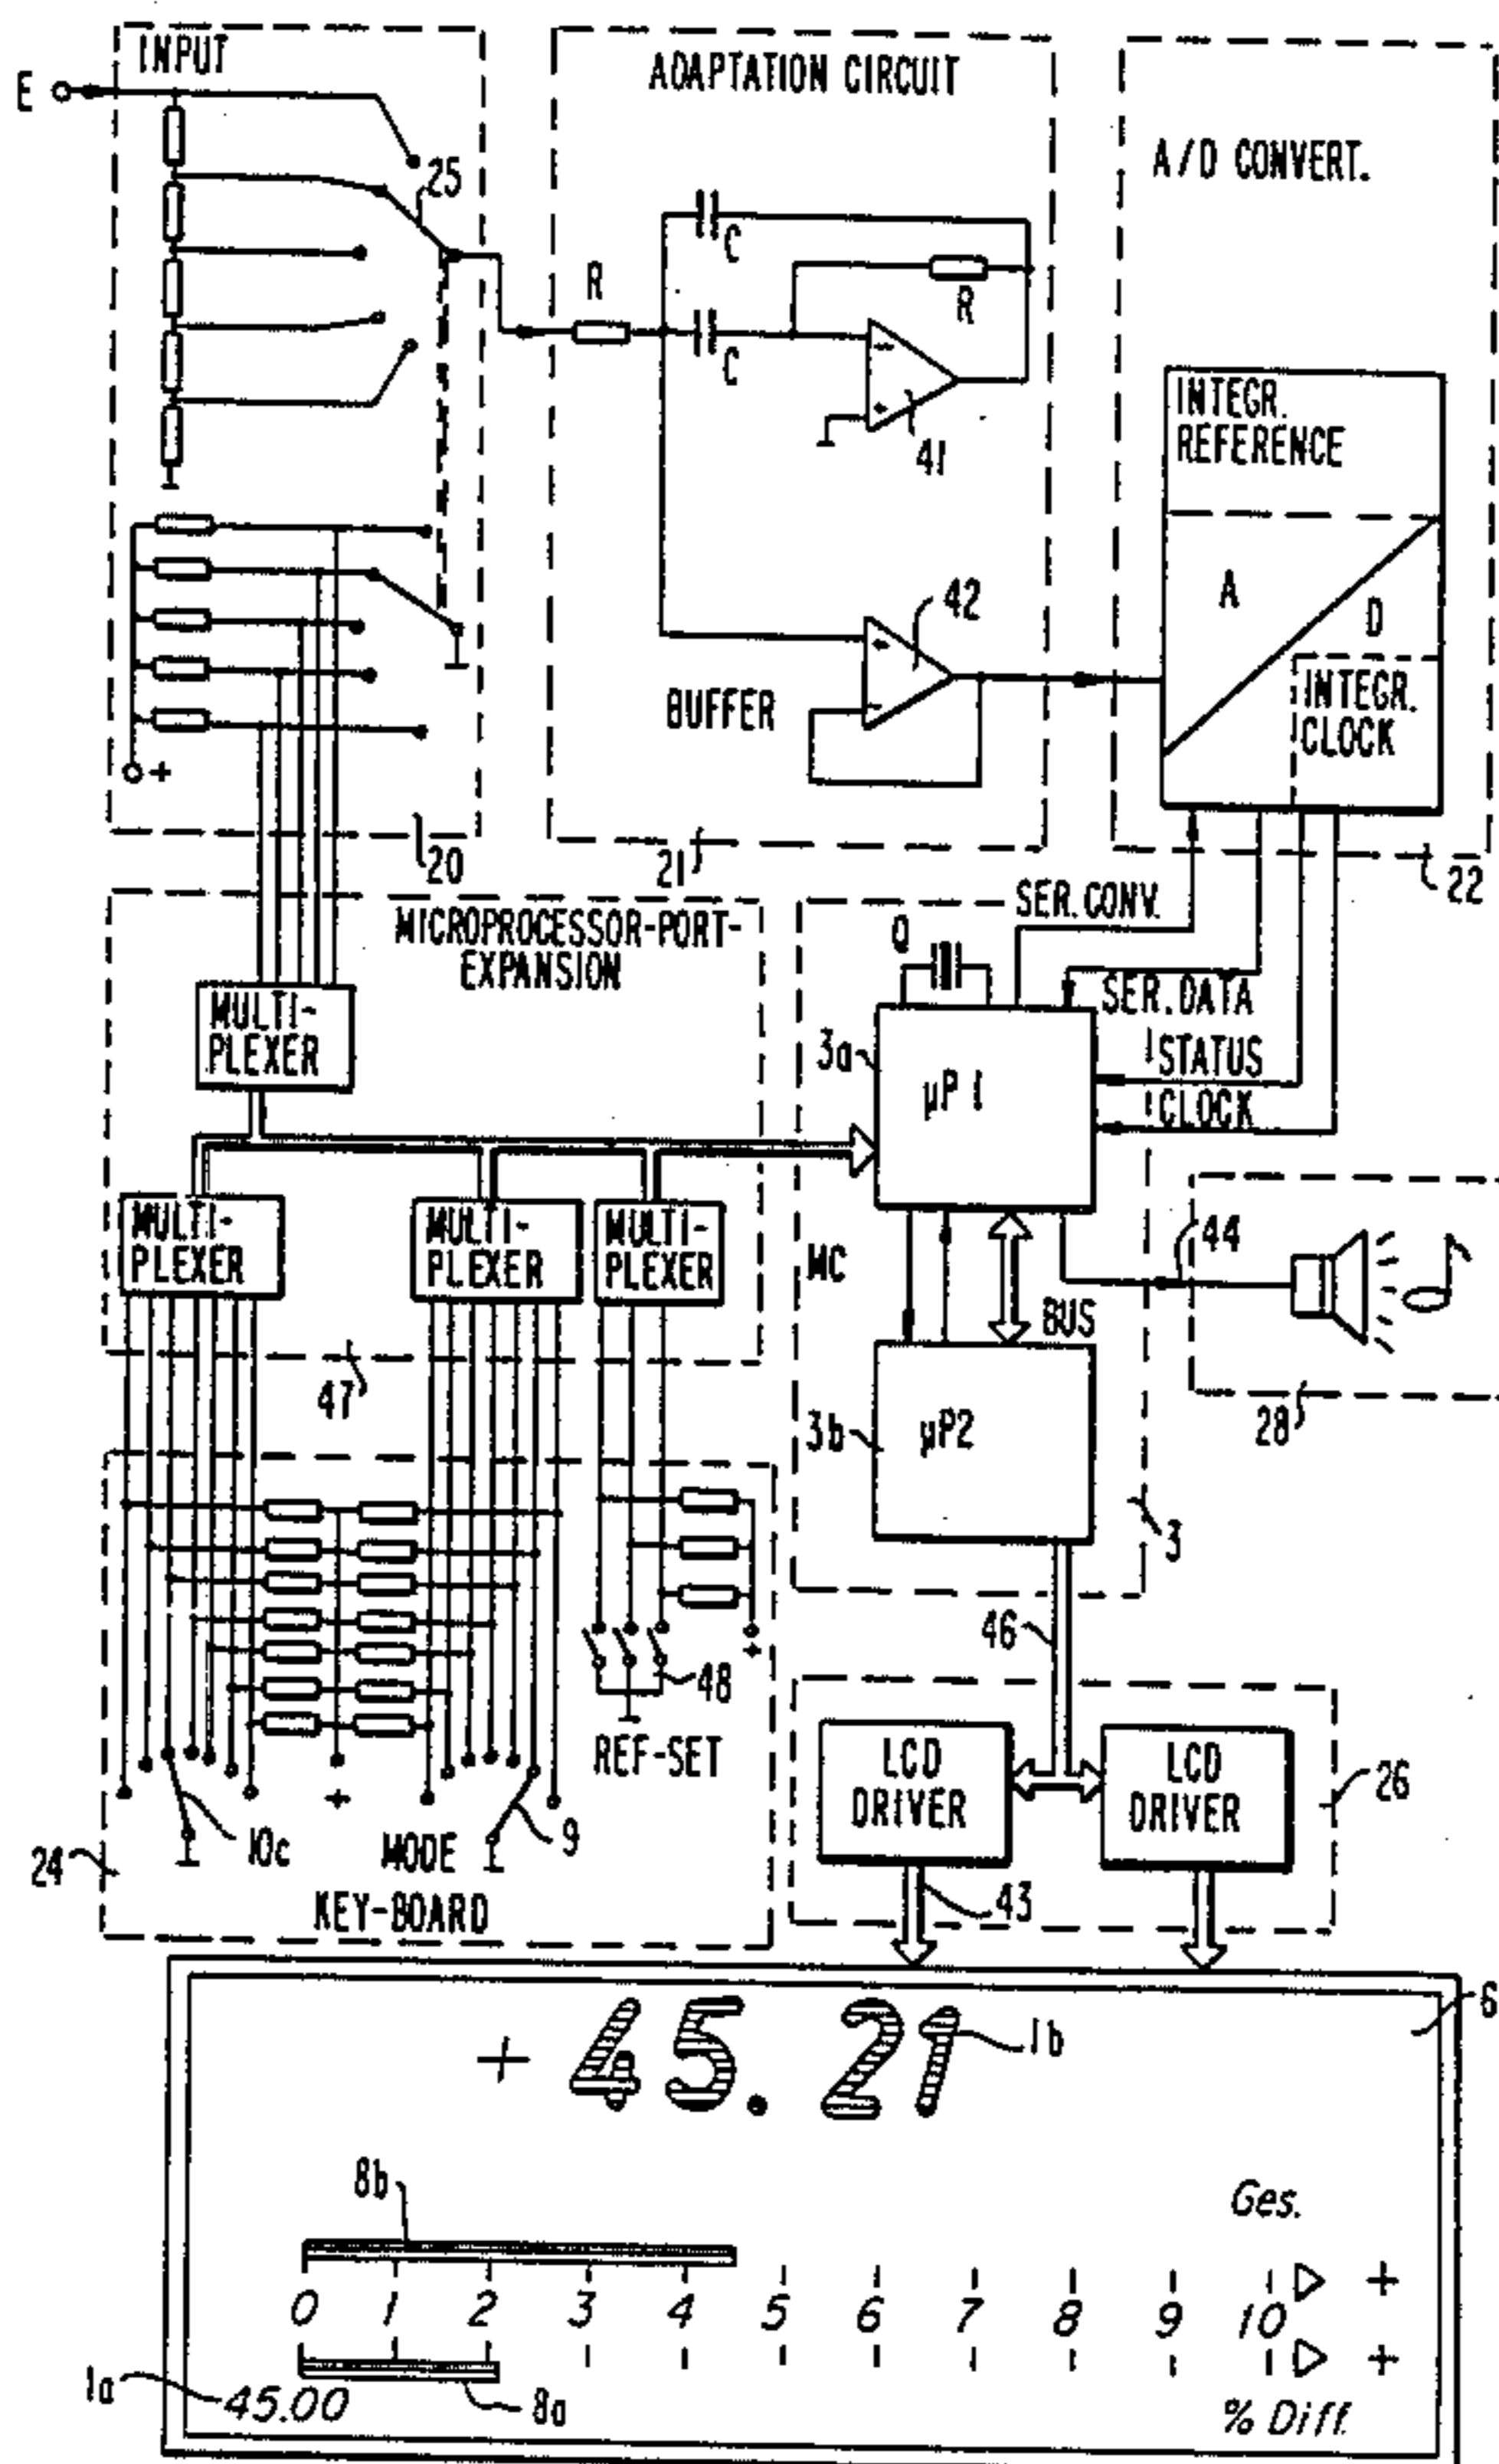 INPUT
ADAPTATION CIRCUIT
A/D CONVERT.
E
25
C
R
R
C
41
INTEGR.
REFERENCE
A
D
INTEGR.
CLOCK
42
BUFFER
+
20
21
22
MICROPROCESSOR-PORT-
EXPANSION
MULTI-
PLEXER
SER. CONV.
Q
SER. DATA
3a
µP 1
STATUS
CLOCK
MULTI-
PLEXER
MULTI-
PLEXER
MULTI-
PLEXER
MC
44
BUS
47
3b
µP2
28
3
46
48
+
REF-SET
+
10c
MODE
9
24
KEY-BOARD
LCD
DRIVER
LCD
DRIVER
26
43
6
+ 45.21
1b
8b
Ges.
0 1 2 3 4 5 6 7 8 9 10
+
+
1a
45.00
8a
% Diff.